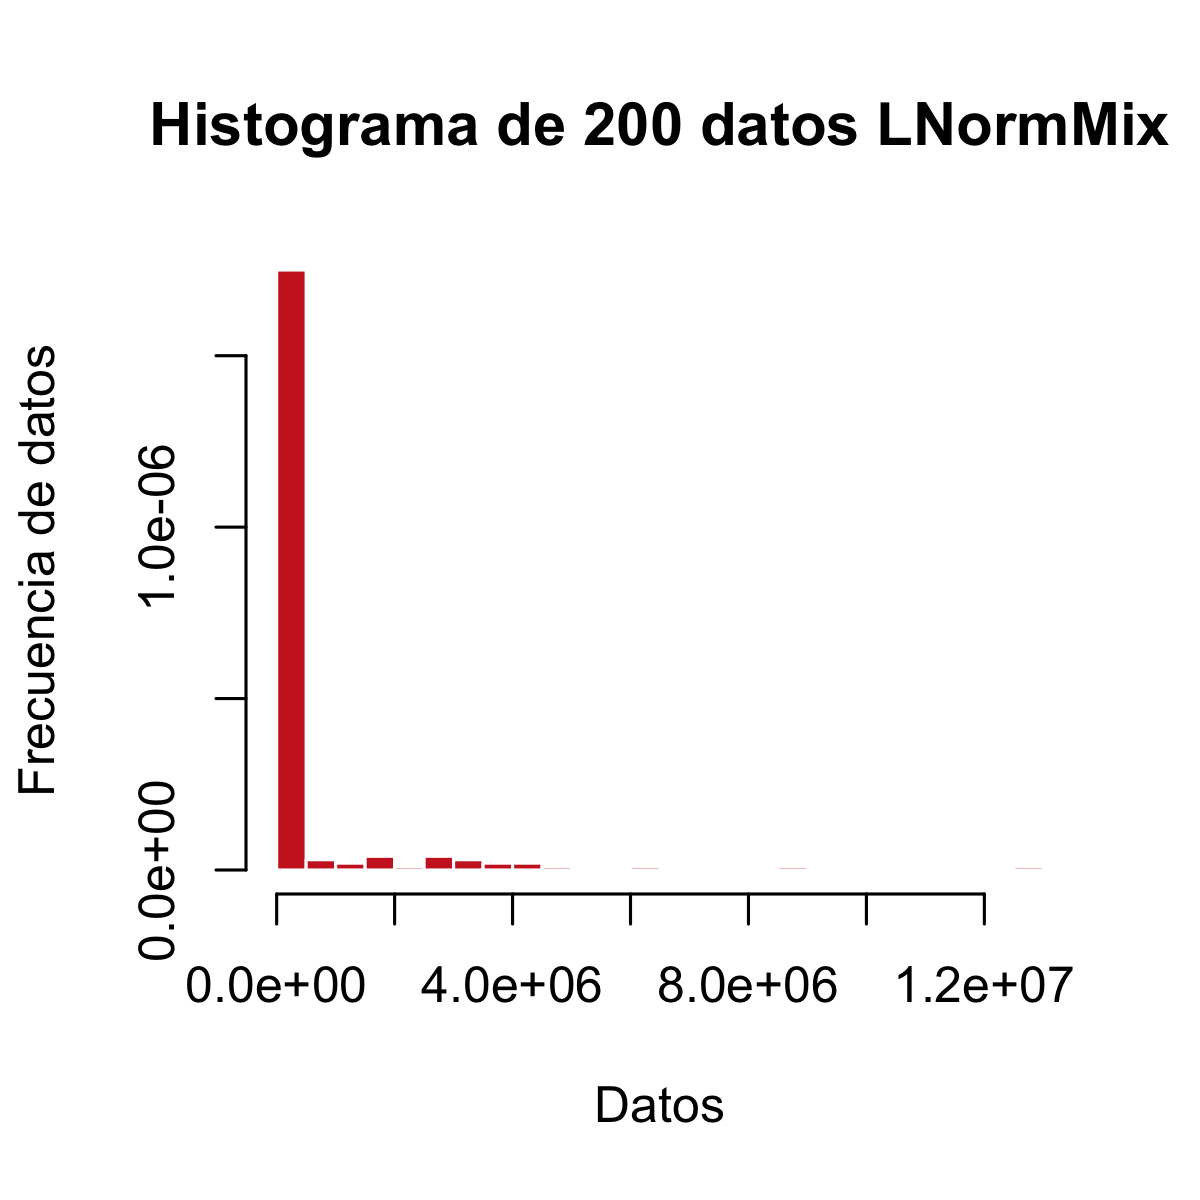 Histograma de 200 datos LNormMix
Frecuencia de datos
1.0e-06
0.0e+00
0.0e+00 4.0e+06 8.0e+06 1.2e+07
Datos